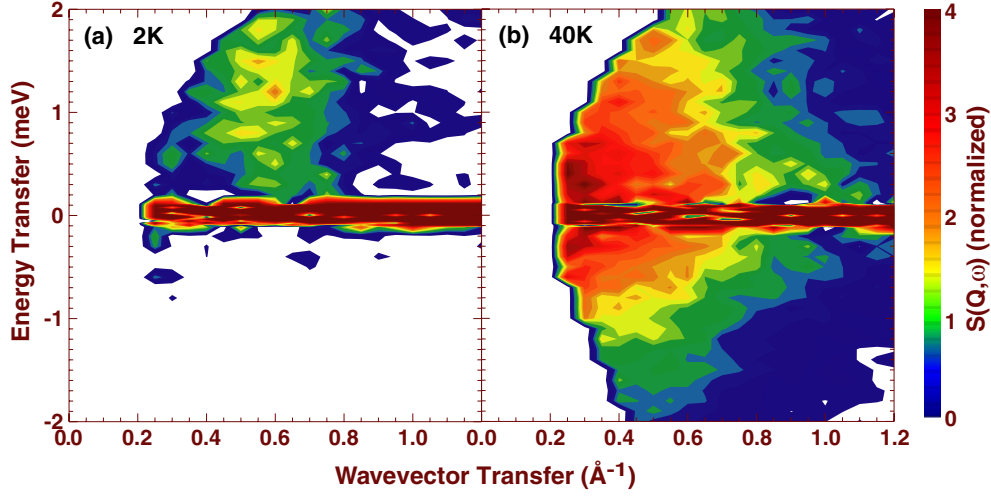 (a) 2K
(b) 40K
Energy Transfer (meV)
2
1
0
-1
-2
0.0 0.2 0.4 0.6 0.8 1.0 0.0 0.2 0.4 0.6 0.8 1.0 1.2
Wavevector Transfer (Å-1)
4
3
2
1
0
S(Q,ω) (normalized)